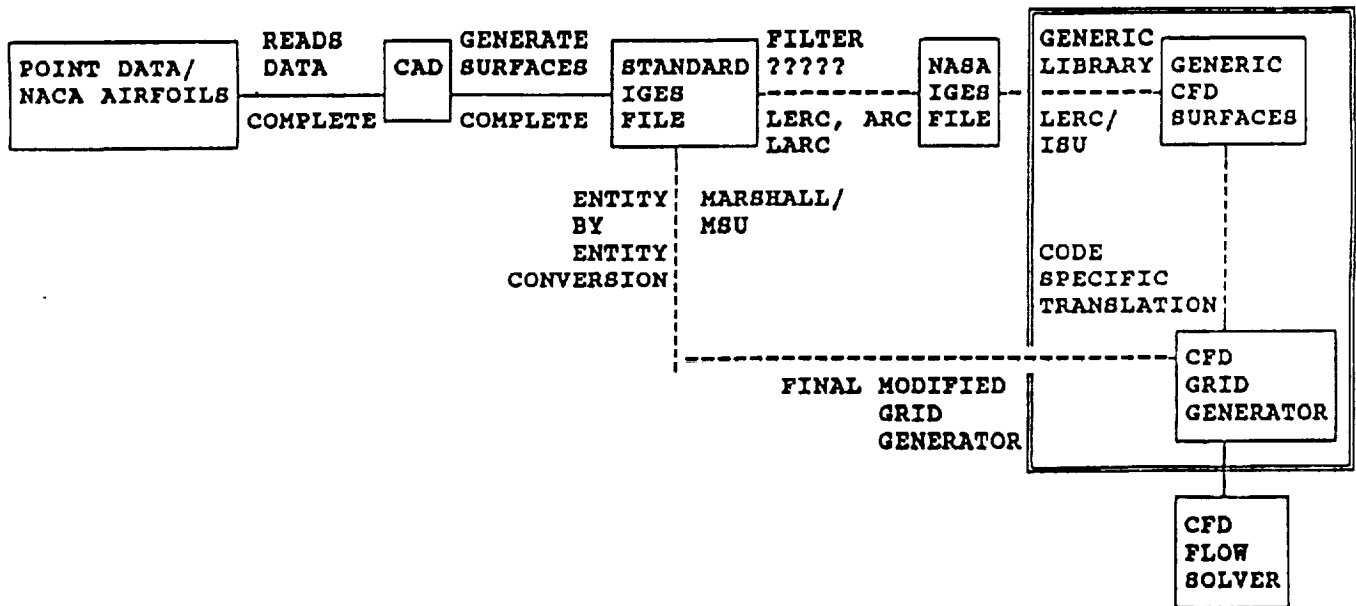 POINT DATA/
NACA AIRFOILS
READS
DATA
COMPLETE
CAD
GENERATE
SURFACES
COMPLETE
STANDARD
IGES
FILE
FILTER
?????
LERC, ARC
LARC
NASA
IGES
FILE
GENERIC
LIBRARY
LERC/
ISU
GENERIC
CFD
SURFACES
ENTITY
BY
ENTITY
CONVERSION
MARSHALL/
MSU
CODE
SPECIFIC
TRANSLATION
FINAL MODIFIED
GRID
GENERATOR
CFD
GRID
GENERATOR
CFD
FLOW
SOLVER